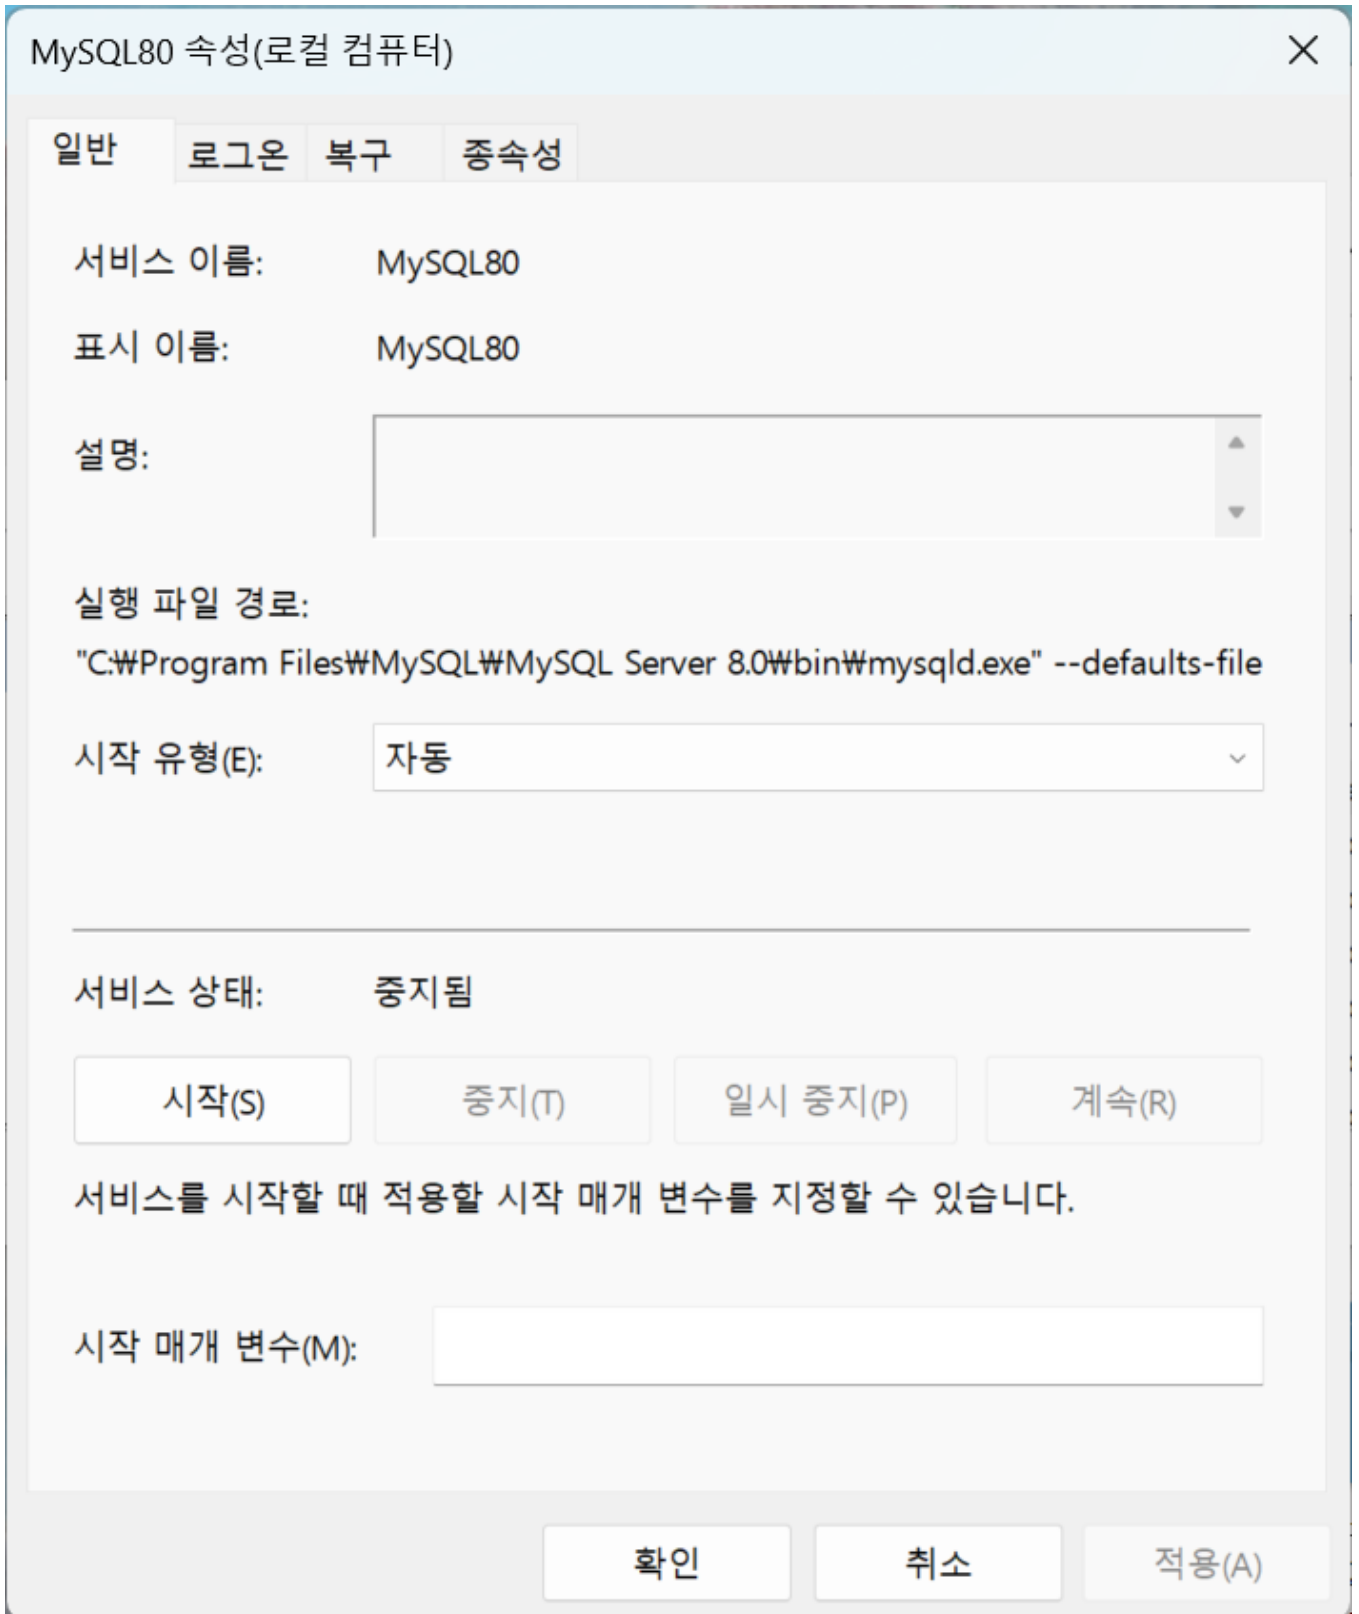 MySQL80 속성(로컬 컴퓨터)
일반 로그온 복구 종속성
서비스 이름: MySQL80
표시 이름: MySQL80
설명:
실행 파일 경로:
"C:₩Program Files₩MySQL₩MySQL Server 8.0₩bin₩mysqld.exe" --defaults-file
시작 유형(E): 자동
서비스 상태: 중지됨
시작(S) 중지(T) 일시 중지(P) 계속(R)
서비스를 시작할 때 적용할 시작 매개 변수를 지정할 수 있습니다.
시작 매개 변수(M):
확인 취소 적용(A)